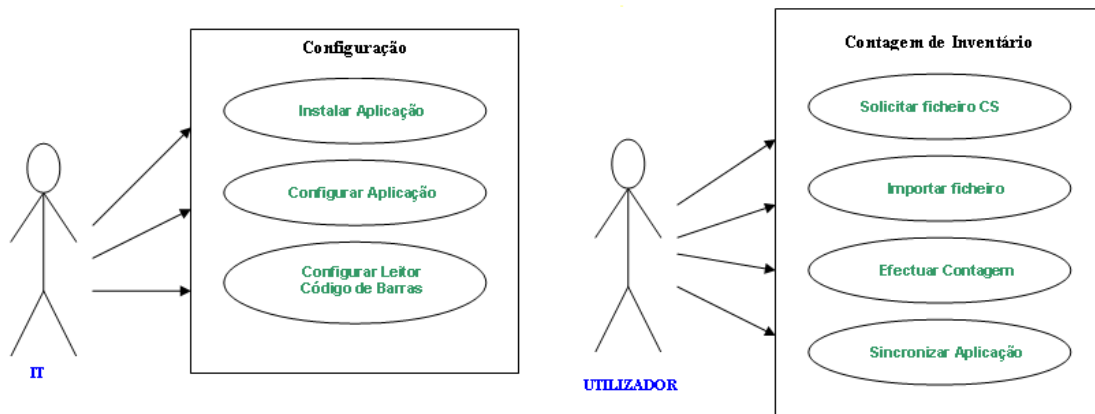 Configuração
Instalar Aplicação
Configurar Aplicação
Configurar Leitor
Código de Barras
IT
Contagem de Inventário
Solicitar ficheiro CS
Importar ficheiro
Efectuar Contagem
Sincronizar Aplicação
UTILIZADOR